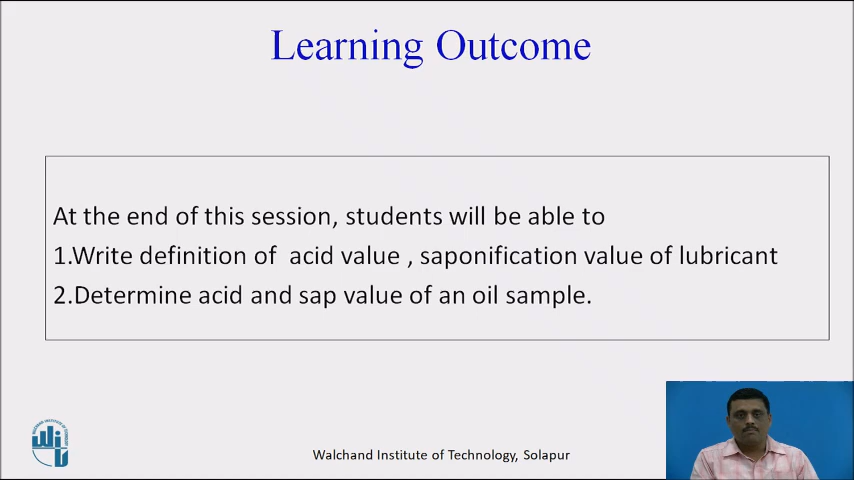 Learning Outcome
At the end of this session, students will be able to
1.Write definition of  acid value , saponification value of lubricant
2.Determine acid and sap value of an oil sample.
Walchand Institute of Technology, Solapur